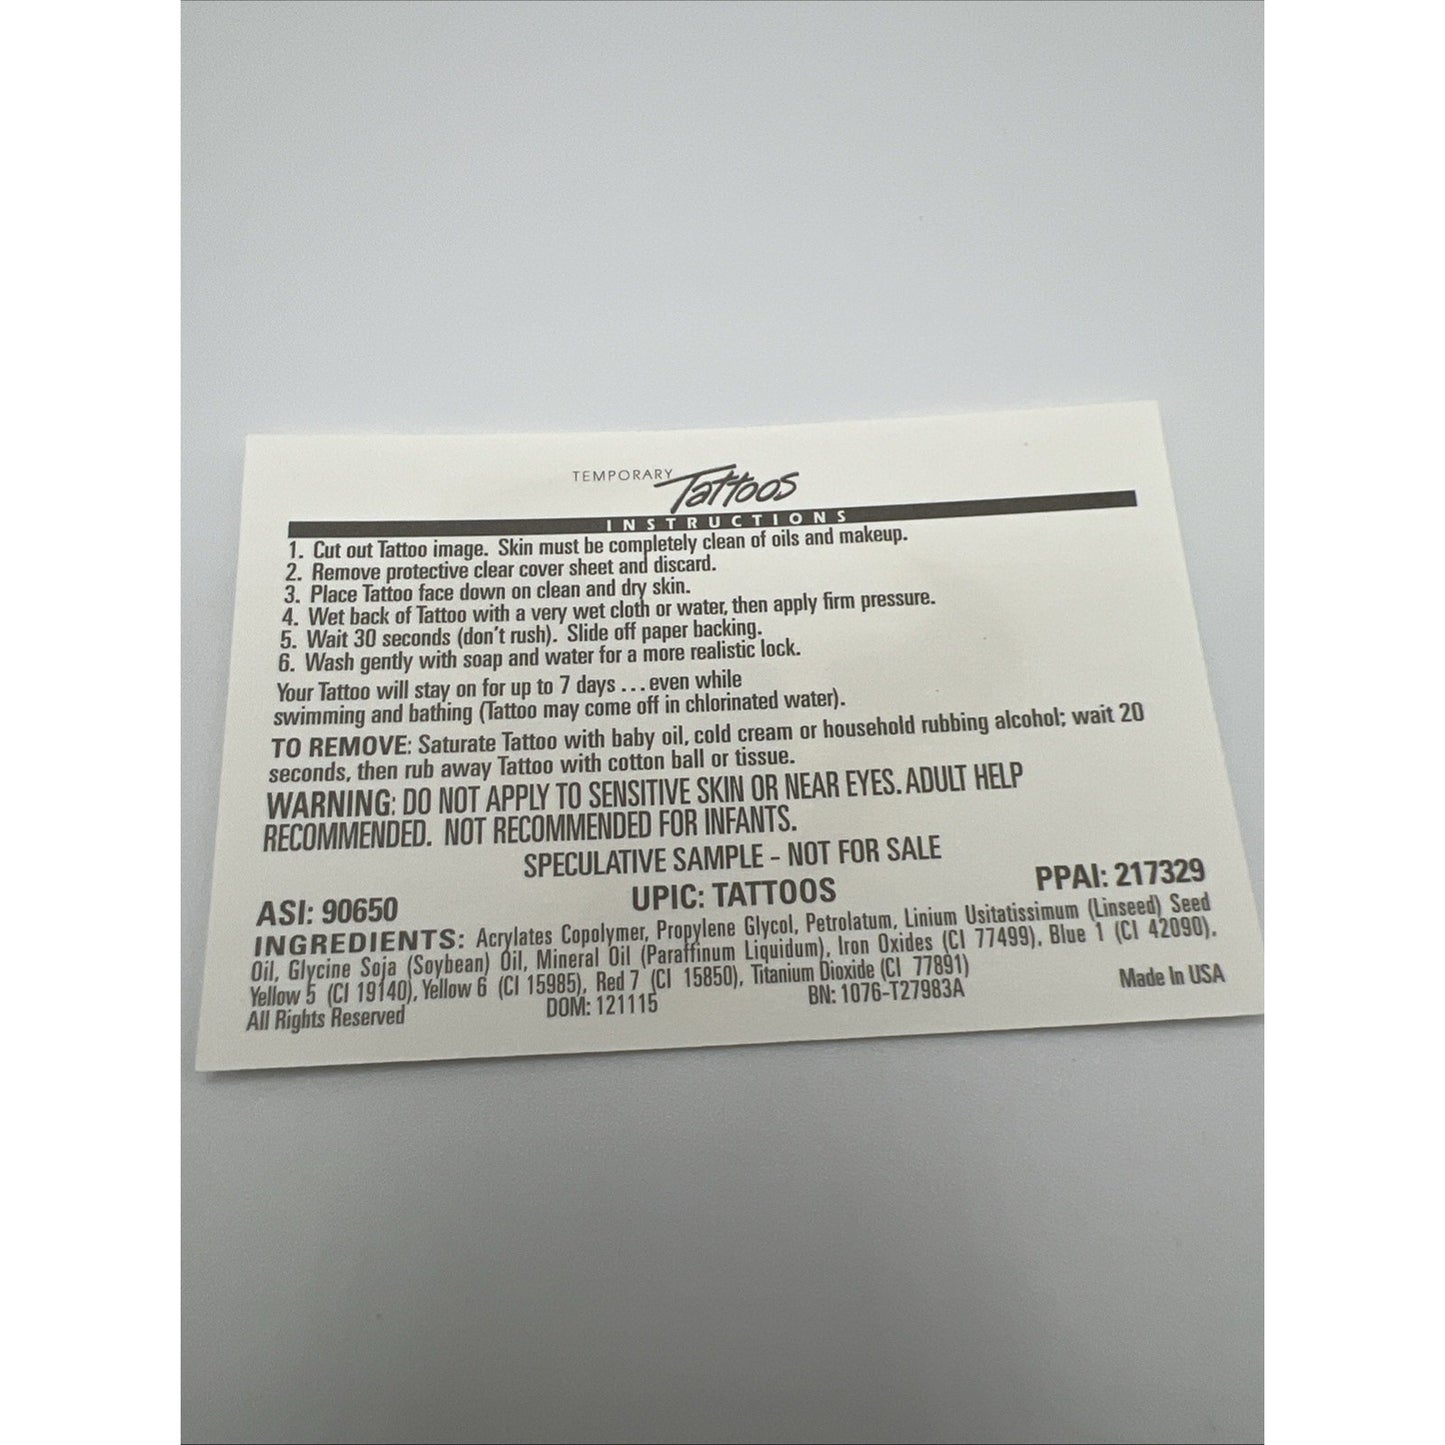 TEMPORARY Tattoos
INSTRUCTIONS
1. Cut out Tattoo image. Skin must be completely clean of oils and makeup.
2. Remove protective clear cover sheet and discard.
3. Place Tattoo face down on clean and dry skin.
4. Wet back of Tattoo with a very wet cloth or water, then apply firm pressure.
5. Wait 30 seconds (don't rush). Slide off paper backing.
6. Wash gently with soap and water for a more realistic lock.
Your Tattoo will stay on for up to 7 days ... even while
swimming and bathing (Tattoo may come off in chlorinated water).
TO REMOVE: Saturate Tattoo with baby oil, cold cream or household rubbing alcohol; wait 20
seconds, then rub away Tattoo with cotton ball or tissue.
WARNING: DO NOT APPLY TO SENSITIVE SKIN OR NEAR EYES. ADULT HELP
RECOMMENDED. NOT RECOMMENDED FOR INFANTS.
SPECULATIVE SAMPLE - NOT FOR SALE
ASI: 90650 UPIC: TATTOOS PPAI: 217329
INGREDIENTS: Acrylates Copolymer, Propylene Glycol, Petrolatum, Linium Usitatissimum (Linseed) Seed
Oil, Glycine Soja (Soybean) Oil, Mineral Oil (Paraffinum Liquidum), Iron Oxides (CI 77499), Blue 1 (CI 42090),
Yellow 5 (CI 19140), Yellow 6 (CI 15985), Red 7 (CI 15850), Titanium Dioxide (CI 77891)
All Rights Reserved DOM: 121115 BN: 1076-T27983A Made In USA